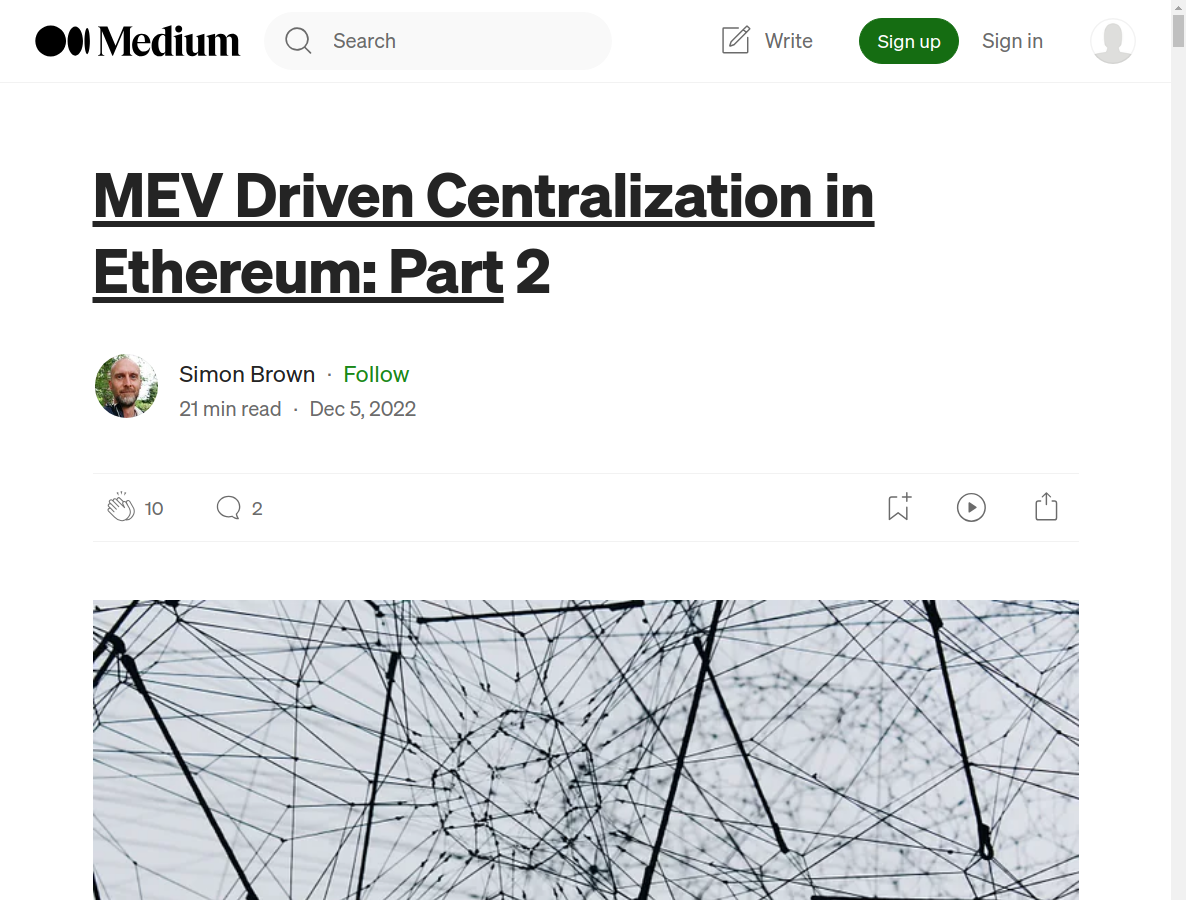 Medium
Search
Write
Sign up
Sign in
MEV Driven Centralization in
Ethereum: Part 2
Simon Brown · Follow
21 min read · Dec 5, 2022
10
2